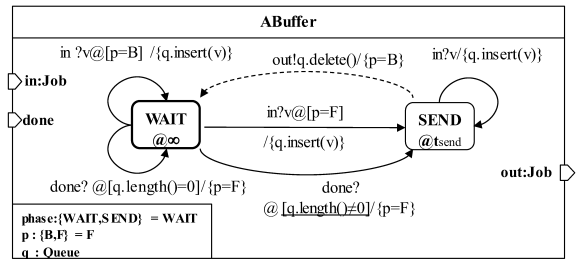 ABuffer
in ?v@[p=B] /{q.insert(v)}
out!q.delete()/{p=B}
in?v/{q.insert(v)}
in:Job
done
WAIT
@∞
in?v@[p=F]
/{q.insert(v)}
SEND
@tsend
out:Job
done? @[q.length()=0]/{p=F}
done?
@ [q.length()≠0]/{p=F}
phase:{WAIT,SEND} = WAIT
p : {B,F} = F
q : Queue